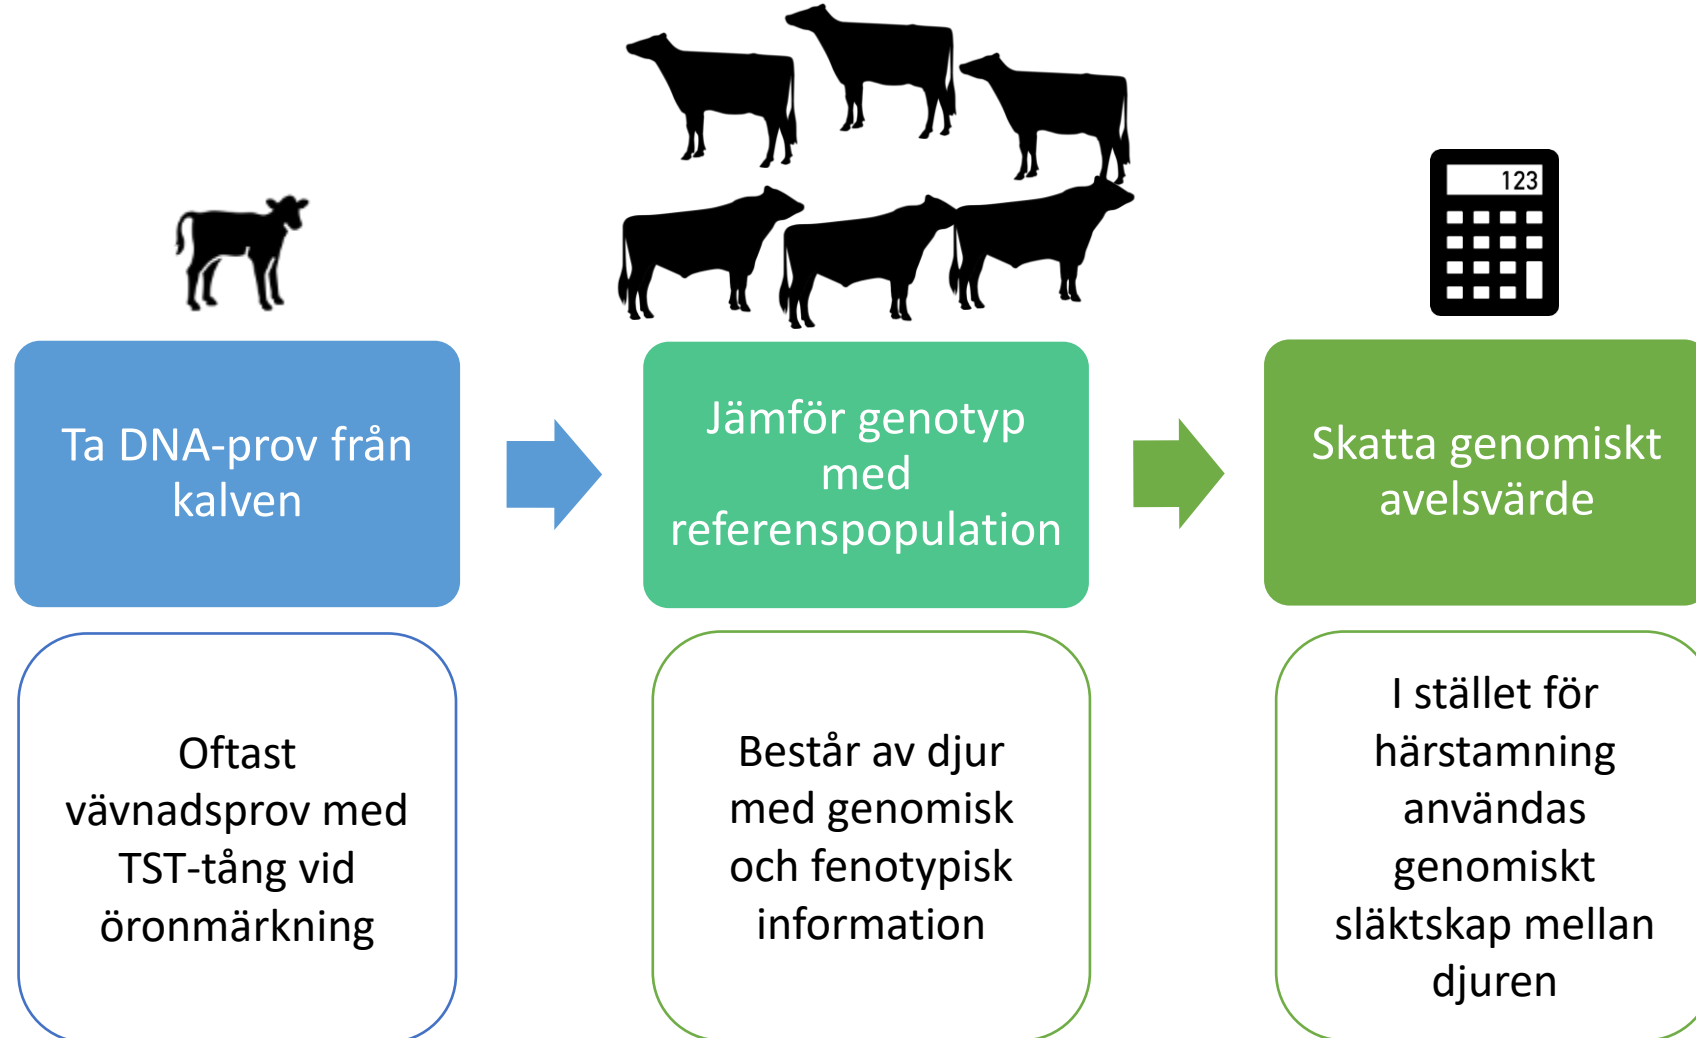 123
Ta DNA-prov från
kalven
Jämför genotyp
med
referenspopulation
Skatta genomiskt
avelsvärde
Oftast
vävnadsprov med
TST-tång vid
öronmärkning
Består av djur
med genomisk
och fenotypisk
information
I stället för
härstamning
användas
genomiskt
släktskap mellan
djuren